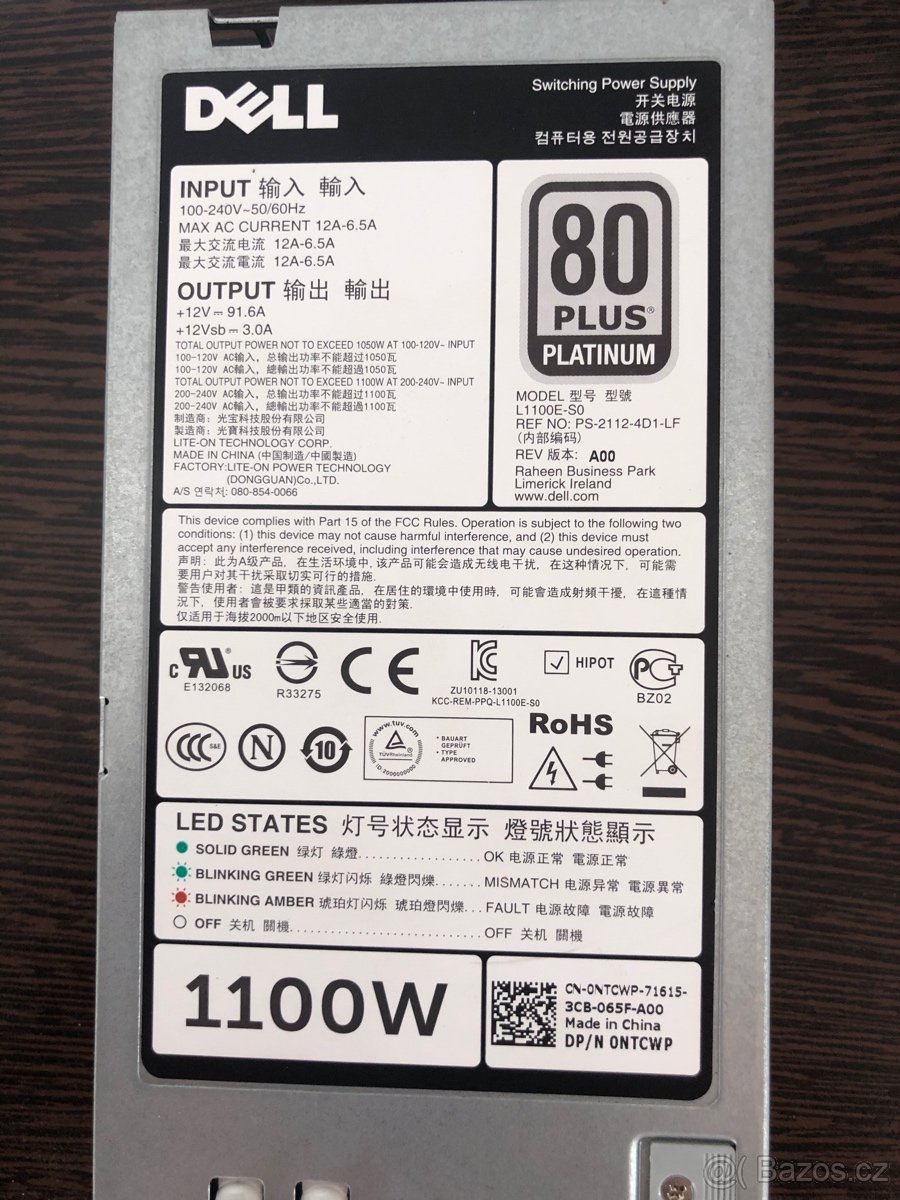 DELL
Switching Power Supply
开关电源
電源供應器
컴퓨터용 전원공급장치
INPUT 输入 輸入
100-240V~50/60Hz
MAX AC CURRENT 12A-6.5A
最大交流电流 12A-6.5A
最大交流電流 12A-6.5A
OUTPUT 输出 輸出
+12V ⎓ 91.6A
+12Vsb ⎓ 3.0A
TOTAL OUTPUT POWER NOT TO EXCEED 1050W AT 100-120V~ INPUT
100-120V AC输入，总输出功率不能超过1050瓦
100-120V AC輸入，總輸出功率不能超過1050瓦
TOTAL OUTPUT POWER NOT TO EXCEED 1100W AT 200-240V~ INPUT
200-240V AC输入，总输出功率不能超过1100瓦
200-240V AC輸入，總輸出功率不能超過1100瓦
制造商：光宝科技股份有限公司
製造商：光寶科技股份有限公司
LITE-ON TECHNOLOGY CORP.
MADE IN CHINA (中国制造/中國製造)
FACTORY:LITE-ON POWER TECHNOLOGY
(DONGGUAN)Co.,LTD.
A/S 연락처: 080-854-0066
80
PLUS®
PLATINUM
MODEL 型号 型號
L1100E-S0
REF NO: PS-2112-4D1-LF
(内部编码)
REV 版本: A00
Raheen Business Park
Limerick Ireland
www.dell.com
This device complies with Part 15 of the FCC Rules. Operation is subject to the following two
conditions: (1) this device may not cause harmful interference, and (2) this device must
accept any interference received, including interference that may cause undesired operation.
声明：此为A级产品，在生活环境中,该产品可能会造成无线电干扰，在这种情况下，可能需
要用户对其干扰采取切实可行的措施.
警告使用者：這是甲類的資訊產品，在居住的環境中使用時，可能會造成射頻干擾，在這種情
況下，使用者會被要求採取某些適當的對策.
仅适用于海拔2000m以下地区安全使用.
c RU® US
E132068
R33275
CE
ZU10118-13001
KCC-REM-PPQ-L1100E-S0
HIPOT
PCT
BZ02
CCC S&E
N
10
www.tuv.com
TÜVRheinland
®
ID:2000000000
• BAUART
GEPRÜFT
• TYPE
APPROVED
RoHS
LED STATES 灯号状态显示 燈號狀態顯示
SOLID GREEN 绿灯 綠燈.................OK 电源正常 電源正常
BLINKING GREEN 绿灯闪烁 綠燈閃爍.......MISMATCH 电源异常 電源異常
BLINKING AMBER 琥珀灯闪烁 琥珀燈閃爍...FAULT 电源故障 電源故障
OFF 关机 關機...........................OFF 关机 關機
1100W
CN-0NTCWP-71615-
3CB-065F-A00
Made in China
DP/N 0NTCWP
Bazos.cz